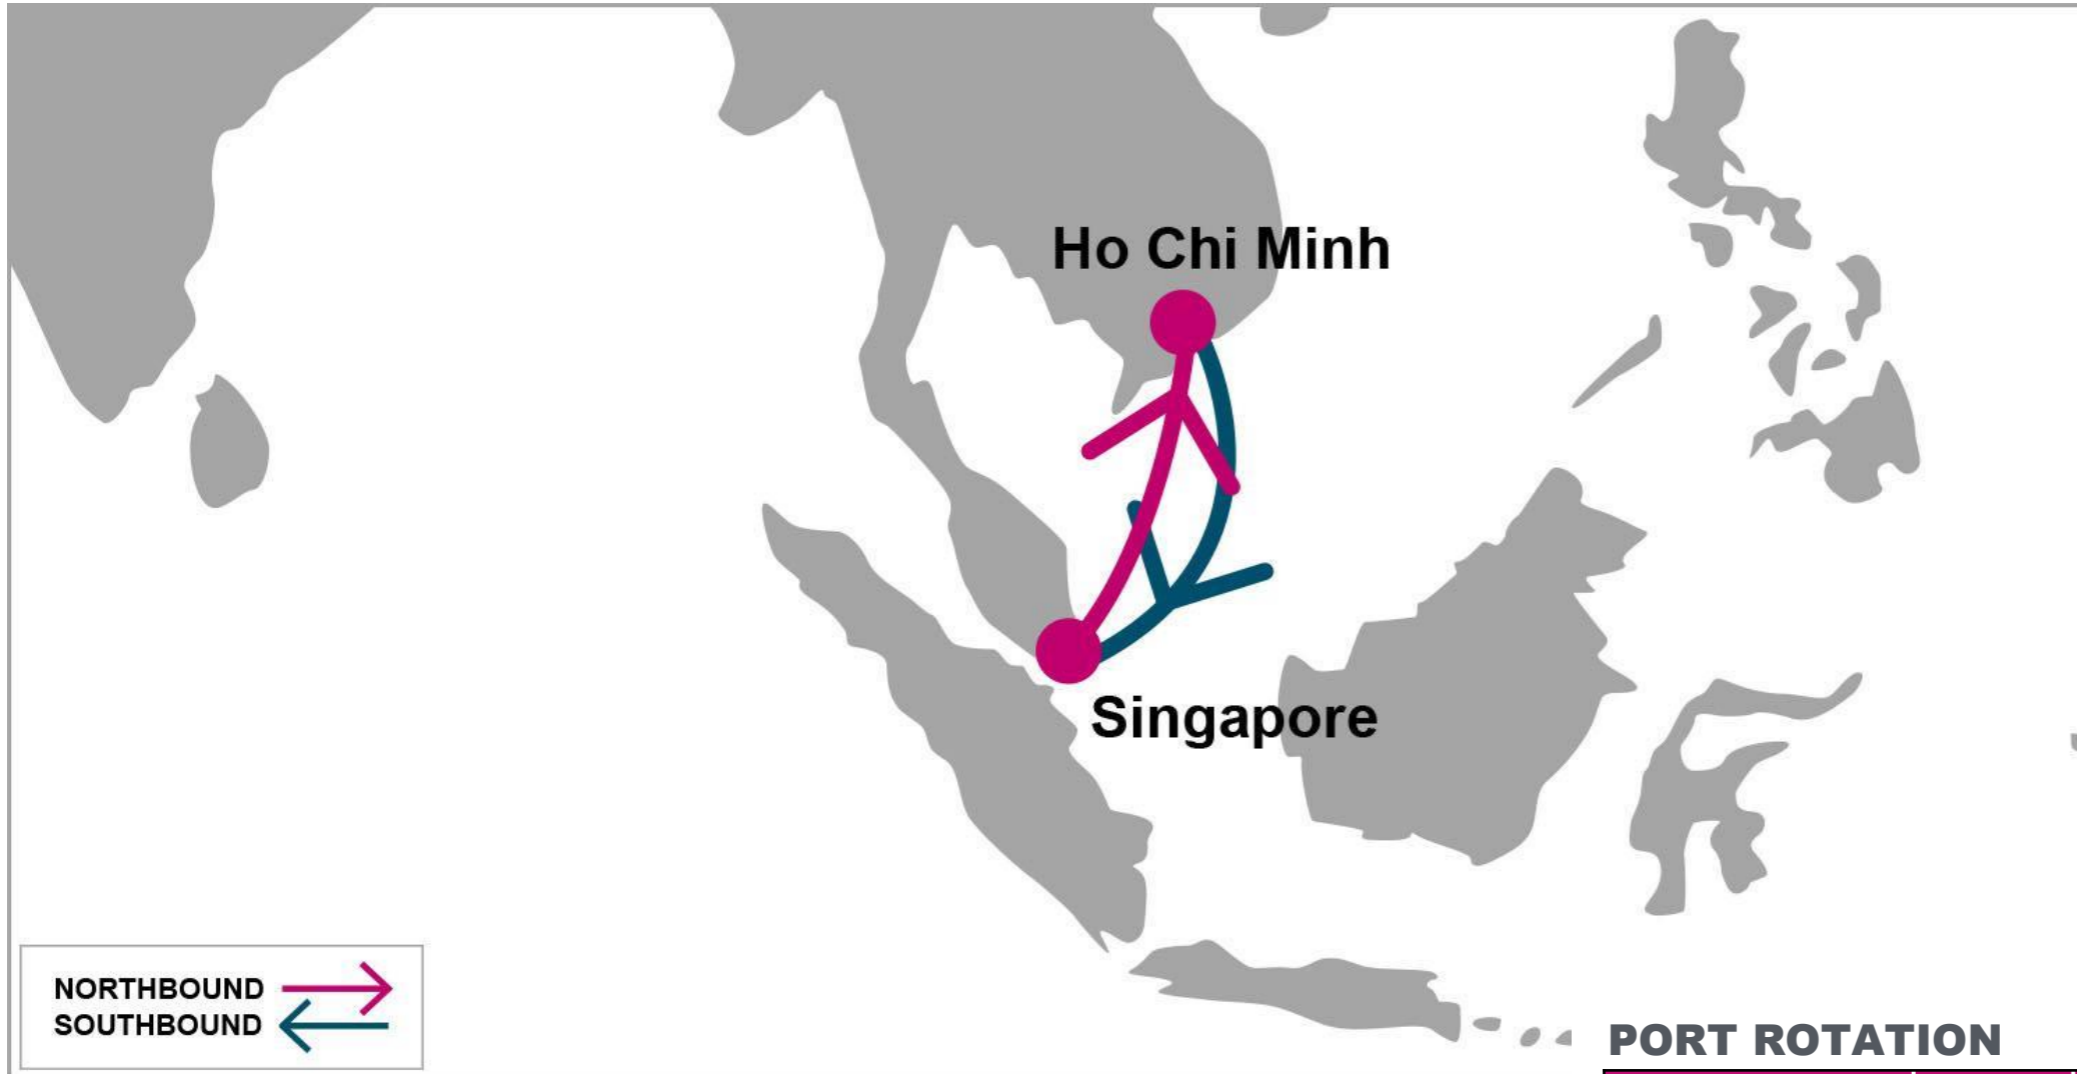 Ho Chi Minh
Singapore
NORTHBOUND
SOUTHBOUND
PORT ROTATION